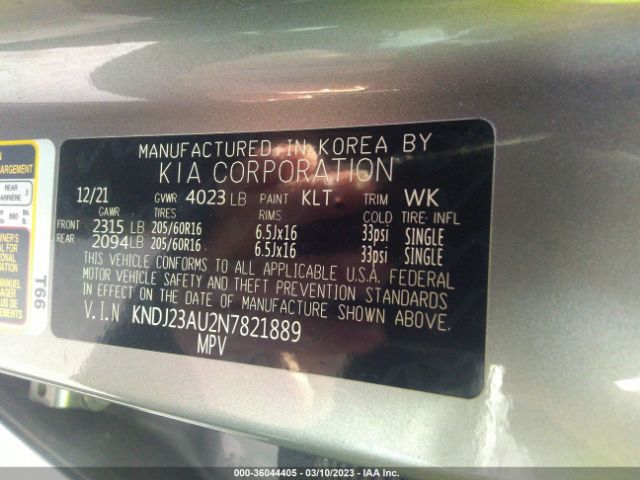 MANUFACTURED IN KOREA BY
KIA CORPORATION
12/21 GVWR 4023 LB PAINT KLT TRIM WK
GAWR TIRES RIMS COLD TIRE INFL
FRONT 2315 LB 205/60R16 6.5Jx16 33psi SINGLE
REAR 2094 LB 205/60R16 6.5Jx16 33psi SINGLE
THIS VEHICLE CONFORMS TO ALL APPLICABLE U.S.A. FEDERAL
MOTOR VEHICLE SAFETY AND THEFT PREVENTION STANDARDS
IN EFFECT ON THE DATE OF MANUFACTURE SHOWN ABOVE.
V.I.N KNDJ23AU2N7821889
MPV
ARGEMENT
REAR
ARRIÈRE
T66
000-36044405 — 03/10/2023 — IAA Inc.